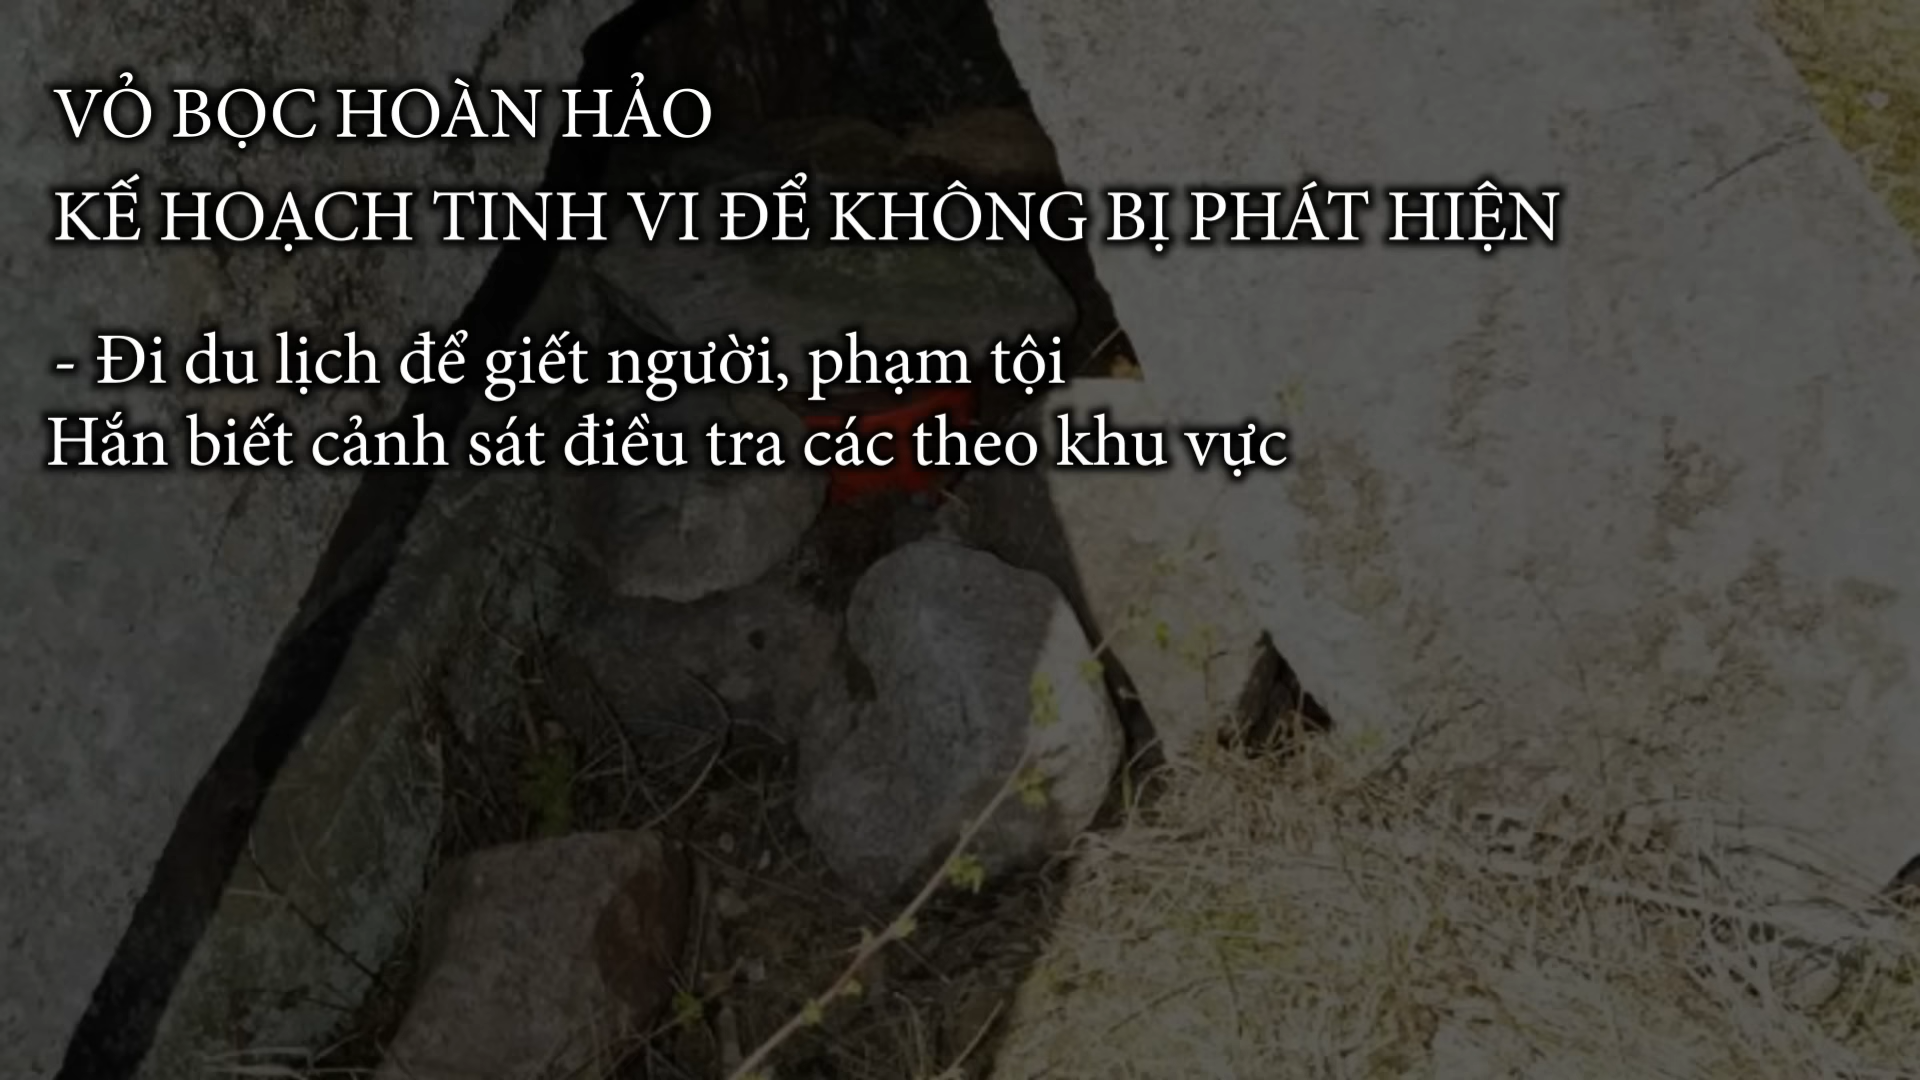 VỎ BỌC HOÀN HẢO
KẾ HOẠCH TINH VI ĐỂ KHÔNG BỊ PHÁT HIỆN
- Đi du lịch để giết người, phạm tội
Hắn biết cảnh sát điều tra các theo khu vực